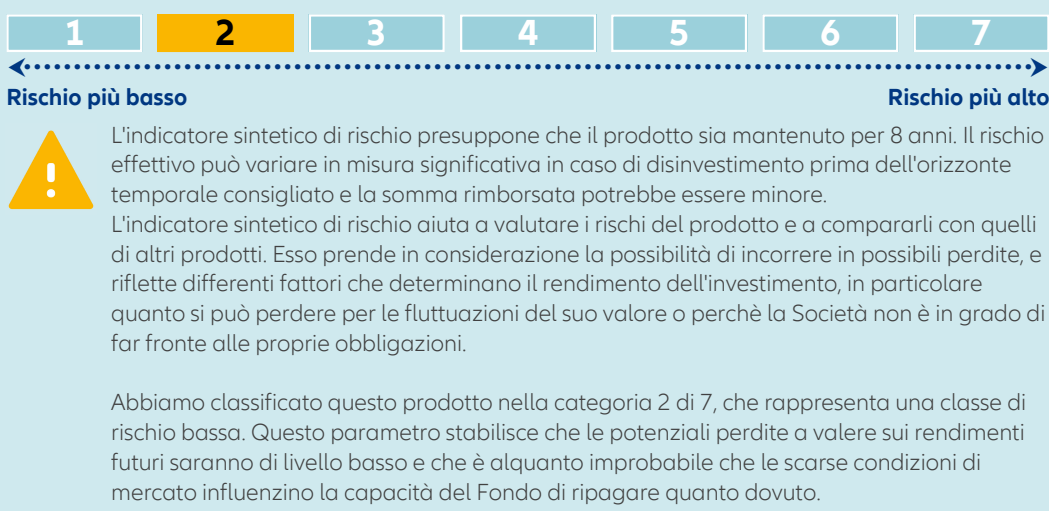 1 2 3 4 5 6 7
Rischio più basso Rischio più alto
L'indicatore sintetico di rischio presuppone che il prodotto sia mantenuto per 8 anni. Il rischio
effettivo può variare in misura significativa in caso di disinvestimento prima dell'orizzonte
temporale consigliato e la somma rimborsata potrebbe essere minore.
L'indicatore sintetico di rischio aiuta a valutare i rischi del prodotto e a compararli con quelli
di altri prodotti. Esso prende in considerazione la possibilità di incorrere in possibili perdite, e
riflette differenti fattori che determinano il rendimento dell'investimento, in particolare
quanto si può perdere per le fluttuazioni del suo valore o perchè la Società non è in grado di
far fronte alle proprie obbligazioni.
Abbiamo classificato questo prodotto nella categoria 2 di 7, che rappresenta una classe di
rischio bassa. Questo parametro stabilisce che le potenziali perdite a valere sui rendimenti
futuri saranno di livello basso e che è alquanto improbabile che le scarse condizioni di
mercato influenzino la capacità del Fondo di ripagare quanto dovuto.